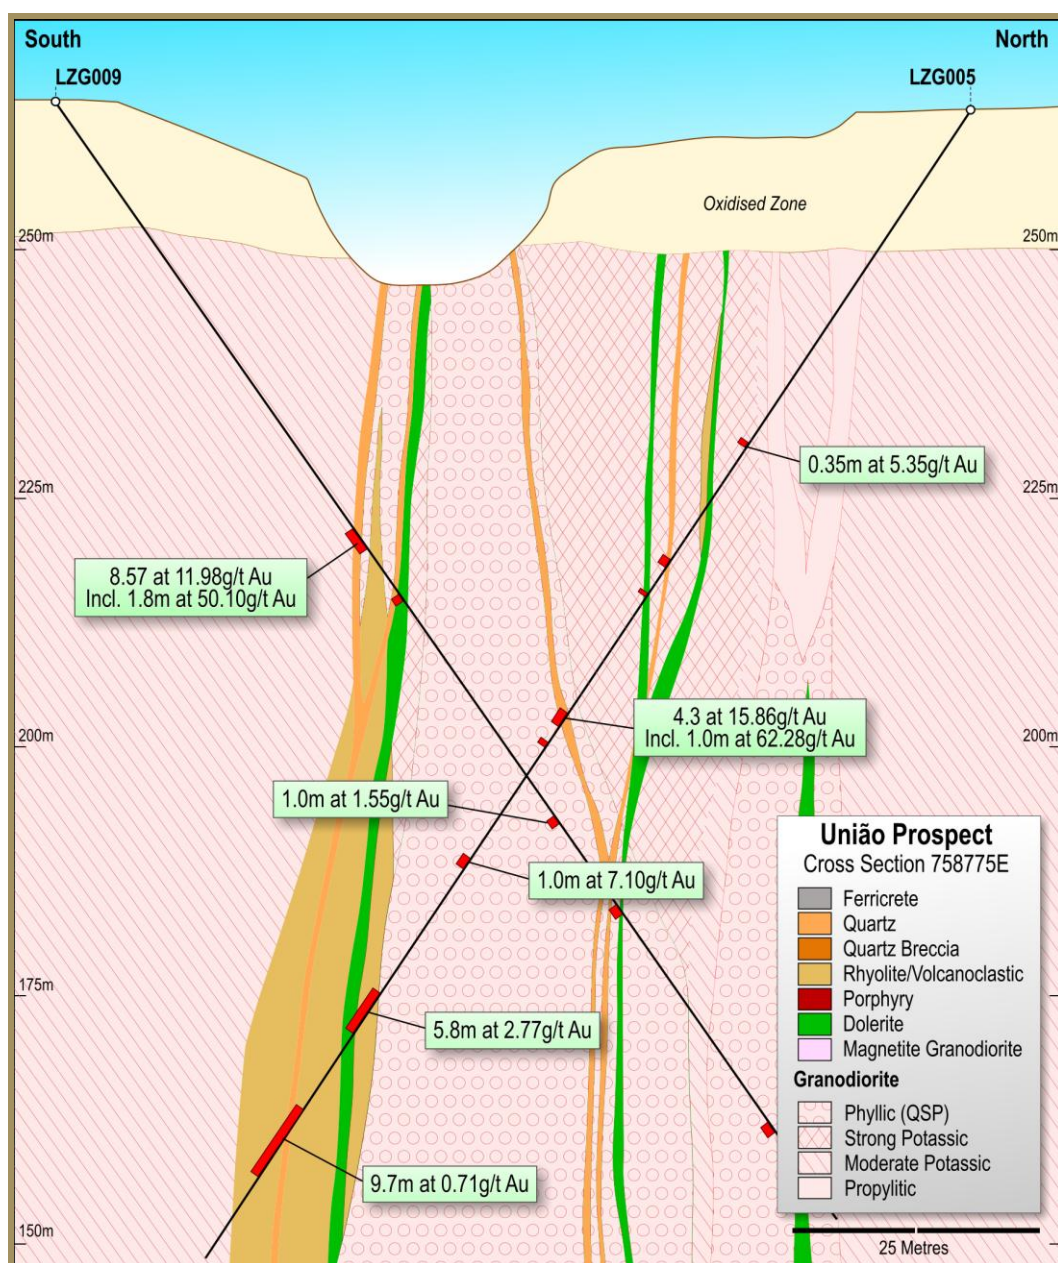 South
North
LZG009
LZG005
Oxidised Zone
250m
250m
0.35m at 5.35g/t Au
225m
225m
8.57 at 11.98g/t Au
Incl. 1.8m at 50.10g/t Au
4.3 at 15.86g/t Au
Incl. 1.0m at 62.28g/t Au
200m
200m
1.0m at 1.55g/t Au
1.0m at 7.10g/t Au
175m
175m
5.8m at 2.77g/t Au
9.7m at 0.71g/t Au
150m
150m
União Prospect
Cross Section 758775E
Ferricrete
Quartz
Quartz Breccia
Rhyolite/Volcanoclastic
Porphyry
Dolerite
Magnetite Granodiorite
Granodiorite
Phyllic (QSP)
Strong Potassic
Moderate Potassic
Propylitic
25 Metres